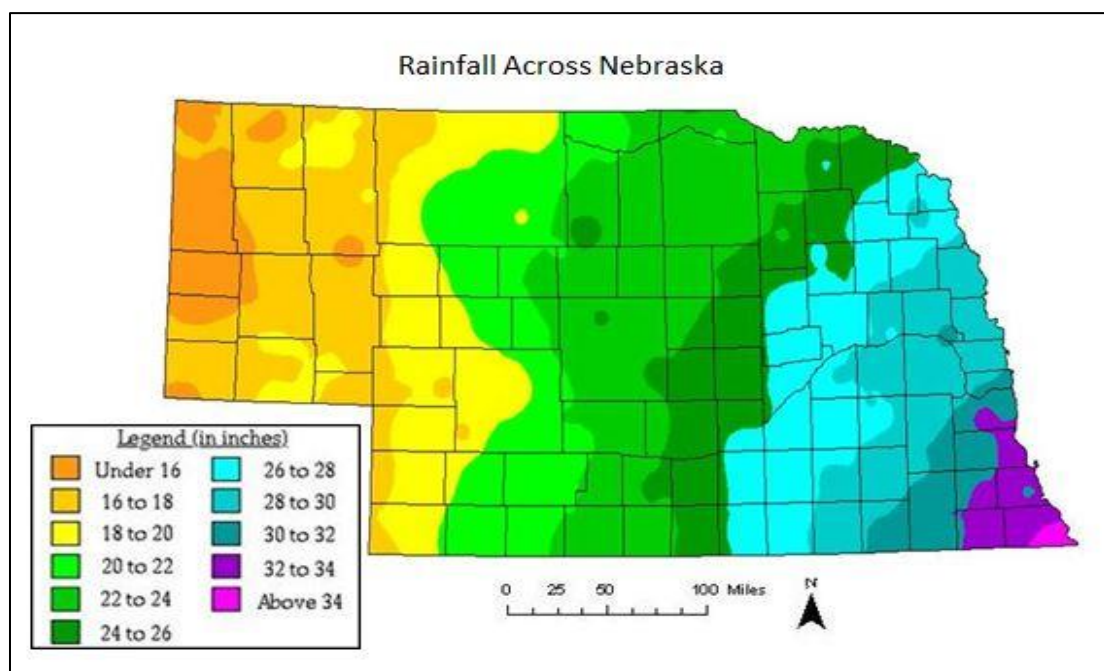 Rainfall Across Nebraska
Legend (in inches)
Under 16
16 to 18
18 to 20
20 to 22
22 to 24
24 to 26
26 to 28
28 to 30
30 to 32
32 to 34
Above 34
0 25 50 100 Miles
N